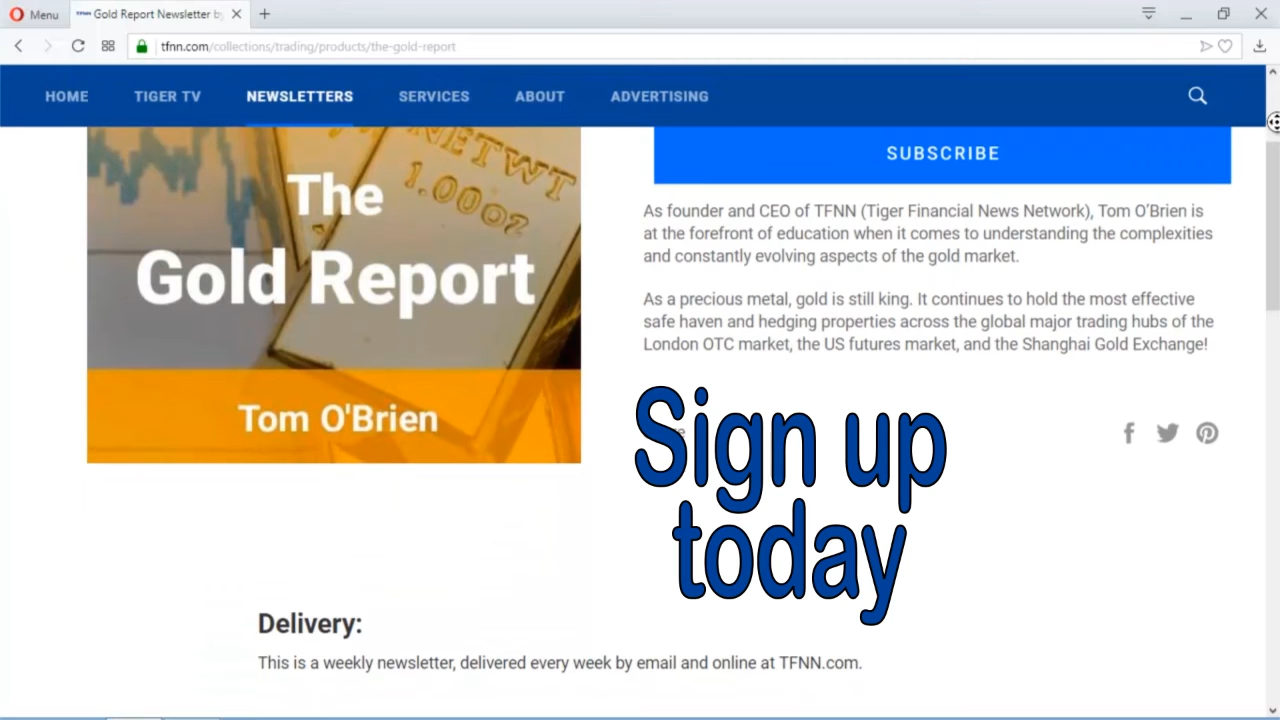 Menu
TFNN Gold Report Newsletter by
tfnn.com/collections/trading/products/the-gold-report
HOME
TIGER TV
NEWSLETTERS
SERVICES
ABOUT
ADVERTISING
NETWT
1.00oz
The
Gold Report
Tom O'Brien
SUBSCRIBE
As founder and CEO of TFNN (Tiger Financial News Network), Tom O'Brien is
at the forefront of education when it comes to understanding the complexities
and constantly evolving aspects of the gold market.
As a precious metal, gold is still king. It continues to hold the most effective
safe haven and hedging properties across the global major trading hubs of the
London OTC market, the US futures market, and the Shanghai Gold Exchange!
Sign up
today
Delivery:
This is a weekly newsletter, delivered every week by email and online at TFNN.com.